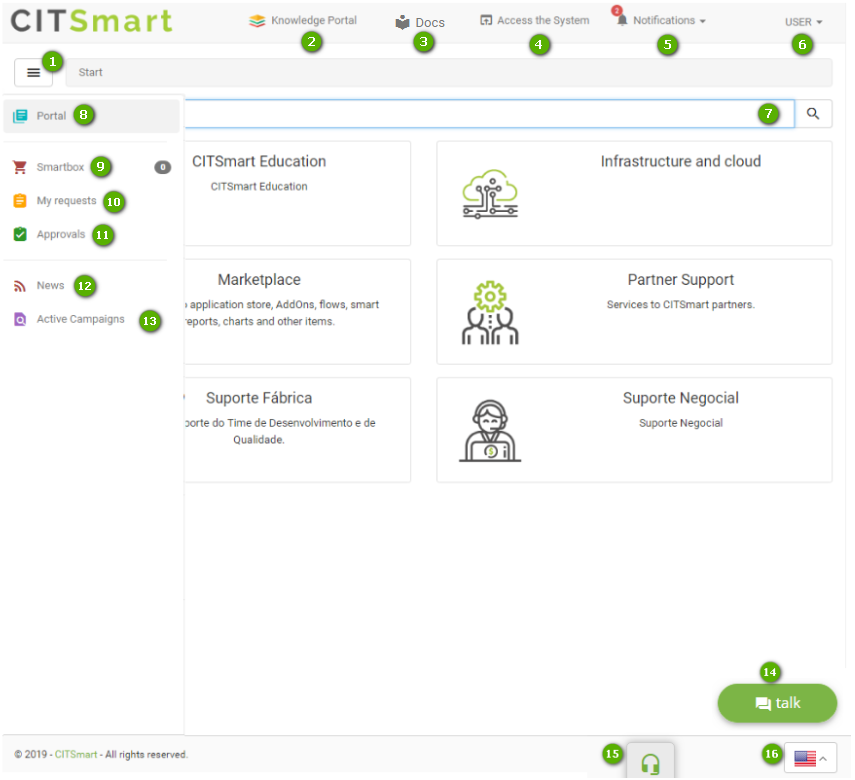 CITSmart
Knowledge Portal
Docs
Access the System
2
Notifications
USER
1
2
3
4
5
6
Start
Portal
8
7
Smartbox
9
0
My requests
10
Approvals
11
News
12
Active Campaigns
13
CITSmart Education
CITSmart Education
Infrastructure and cloud
Marketplace
application store, AddOns, flows, smart
reports, charts and other items.
Partner Support
Services to CITSmart partners.
Suporte Fábrica
porte do Time de Desenvolvimento e de
Qualidade.
Suporte Negocial
Suporte Negocial
14
talk
© 2019 - CITSmart - All rights reserved.
15
16